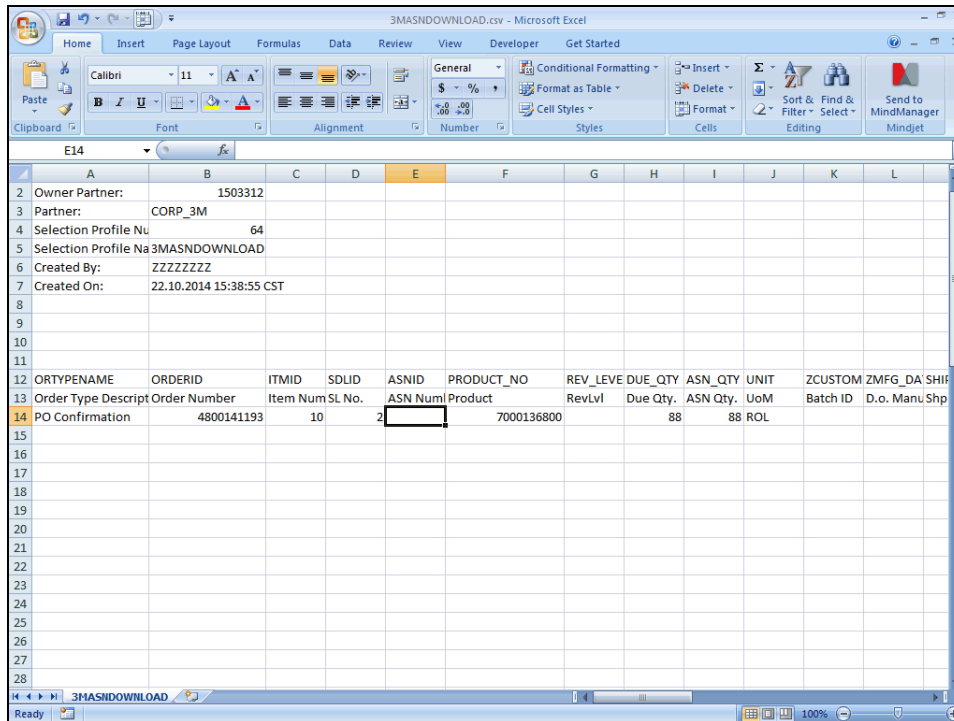 3MASNDOWNLOAD.csv - Microsoft Excel
Home Insert Page Layout Formulas Data Review View Developer Get Started
Calibri 11 A A General Conditional Formatting Insert Σ
Paste B I U A $ % , Format as Table Delete Sort & Filter Find & Select Send to MindManager
.00 .0 .00 Cell Styles Format
Clipboard Font Alignment Number Styles Cells Editing Mindjet
E14 fx
A B C D E F G H I J K L
2 Owner Partner: 1503312
3 Partner: CORP_3M
4 Selection Profile Nu 64
5 Selection Profile Na 3MASNDOWNLOAD
6 Created By: ZZZZZZZZ
7 Created On: 22.10.2014 15:38:55 CST
8
9
10
11
12 ORTYPENAME ORDERID ITMID SDLID ASNID PRODUCT_NO REV_LEVE DUE_QTY ASN_QTY UNIT ZCUSTOM ZMFG_DA SHIP
13 Order Type Descript Order Number Item Num SL No. ASN Numl Product RevLvl Due Qty. ASN Qty. UoM Batch ID D.o. Manu Shp
14 PO Confirmation 4800141193 10 2 7000136800 88 88 ROL
15
16
17
18
19
20
21
22
23
24
25
26
27
28
3MASNDOWNLOAD
Ready 100%